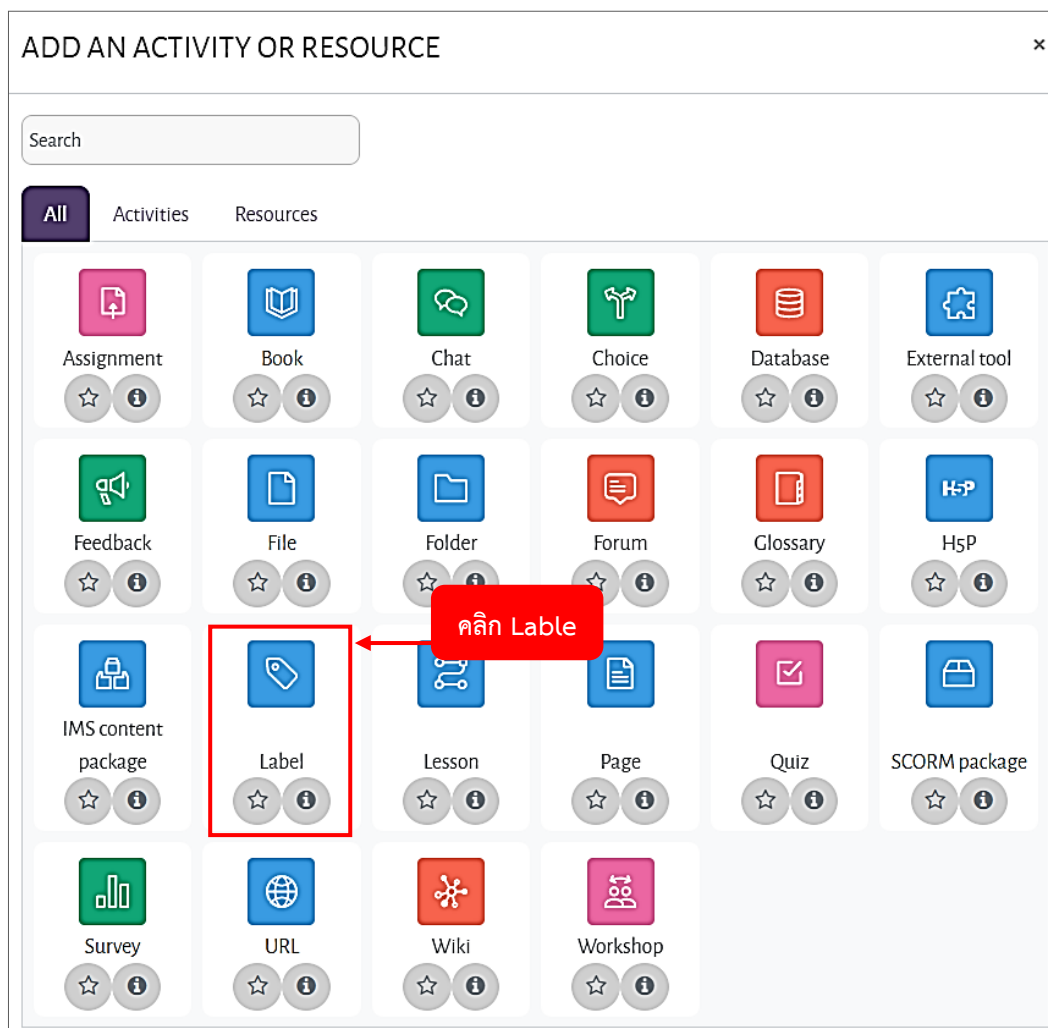 ADD AN ACTIVITY OR RESOURCE
×
Search
All Activities Resources
Assignment Book Chat Choice Database External tool
Feedback File Folder Forum Glossary H5P
H5P
คลิก Lable
IMS content
package Label Lesson Page Quiz SCORM package
Survey URL Wiki Workshop